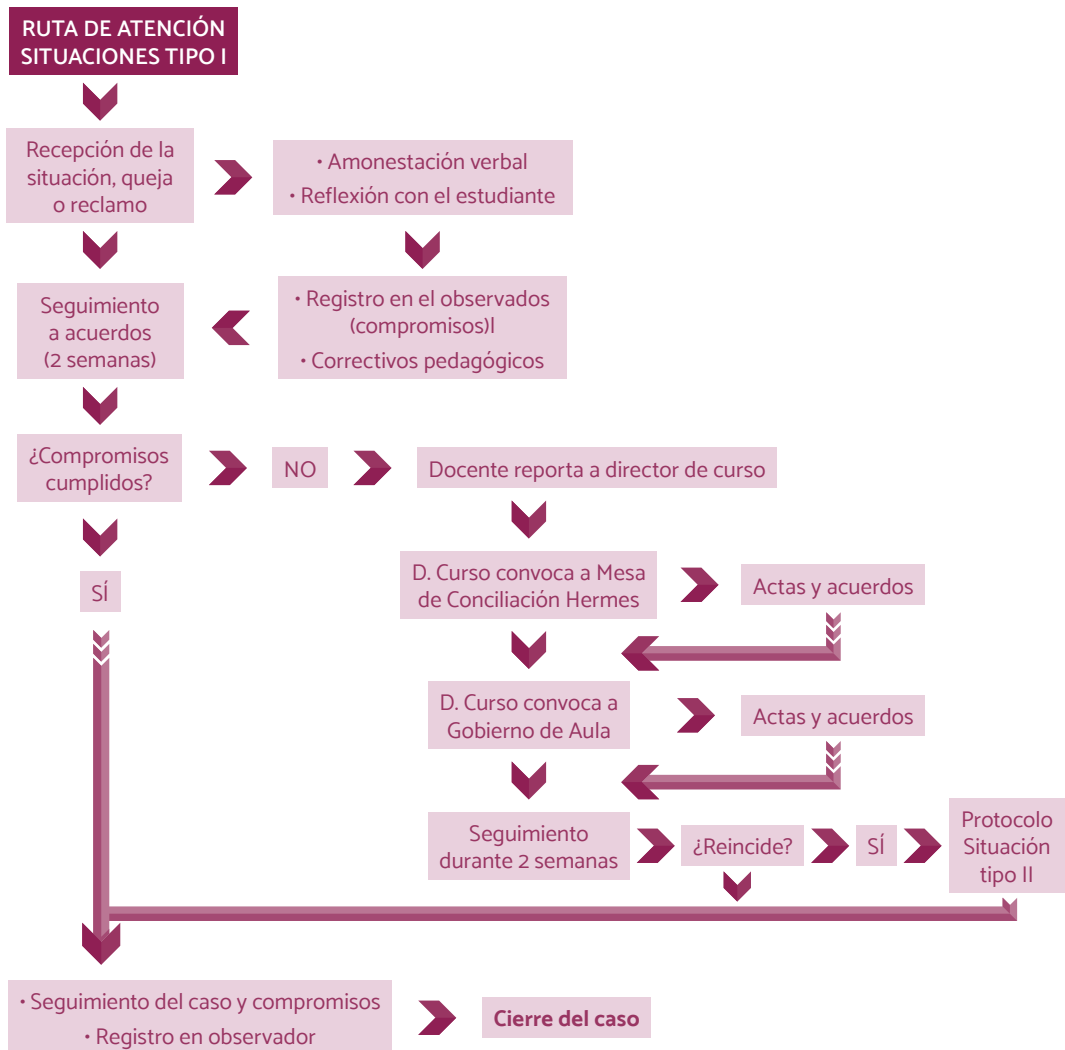 RUTA DE ATENCIÓN
SITUACIONES TIPO I
Recepción de la
situación, queja
o reclamo
• Amonestación verbal
• Reflexión con el estudiante
Seguimiento
a acuerdos
(2 semanas)
• Registro en el observados
(compromisos)l
• Correctivos pedagógicos
¿Compromisos
cumplidos?
NO
Docente reporta a director de curso
SÍ
D. Curso convoca a Mesa
de Conciliación Hermes
Actas y acuerdos
D. Curso convoca a
Gobierno de Aula
Actas y acuerdos
Seguimiento
durante 2 semanas
¿Reincide?
SÍ
Protocolo
Situación
tipo II
• Seguimiento del caso y compromisos
• Registro en observador
Cierre del caso